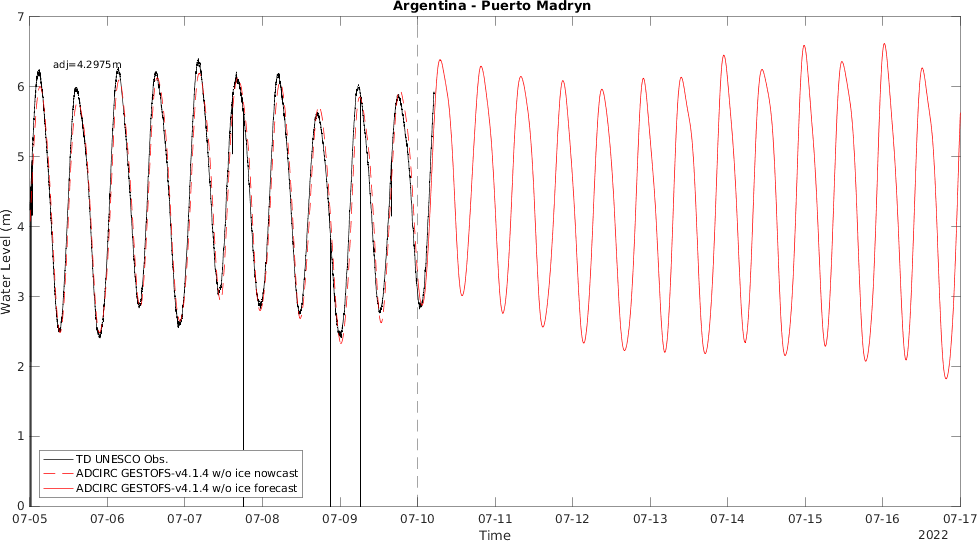 Argentina - Puerto Madryn
7
6
5
4
3
2
1
0
Water Level (m)
adj=4.2975m
TD UNESCO Obs.
ADCIRC GESTOFS-v4.1.4 w/o ice nowcast
ADCIRC GESTOFS-v4.1.4 w/o ice forecast
07-05 07-06 07-07 07-08 07-09 07-10 07-11 07-12 07-13 07-14 07-15 07-16 07-17
Time
2022